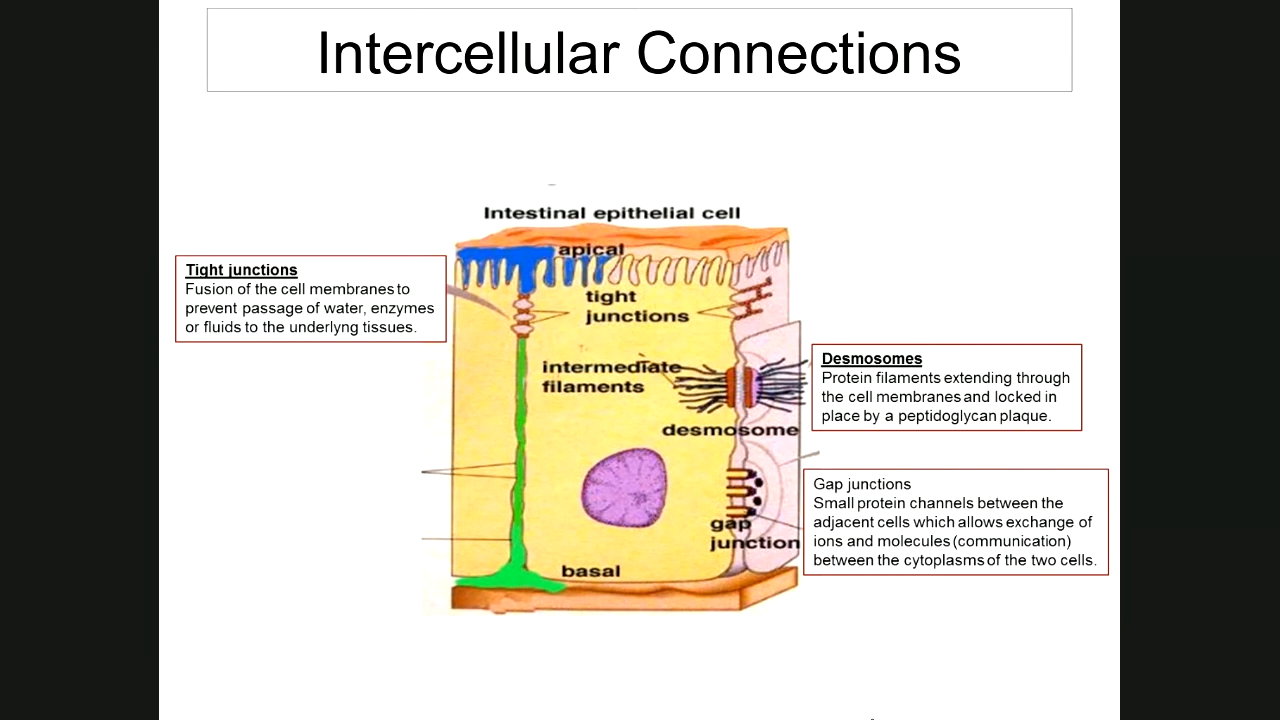 Intercellular Connections
Intestinal epithelial cell
apical
Tight junctions
Fusion of the cell membranes to
prevent passage of water, enzymes
or fluids to the underlyng tissues.
tight
junctions
intermediate
filaments
Desmosomes
Protein filaments extending through
the cell membranes and locked in
place by a peptidoglycan plaque.
desmosome
Gap junctions
Small protein channels between the
adjacent cells which allows exchange of
ions and molecules (communication)
between the cytoplasms of the two cells.
gap
junction
basal